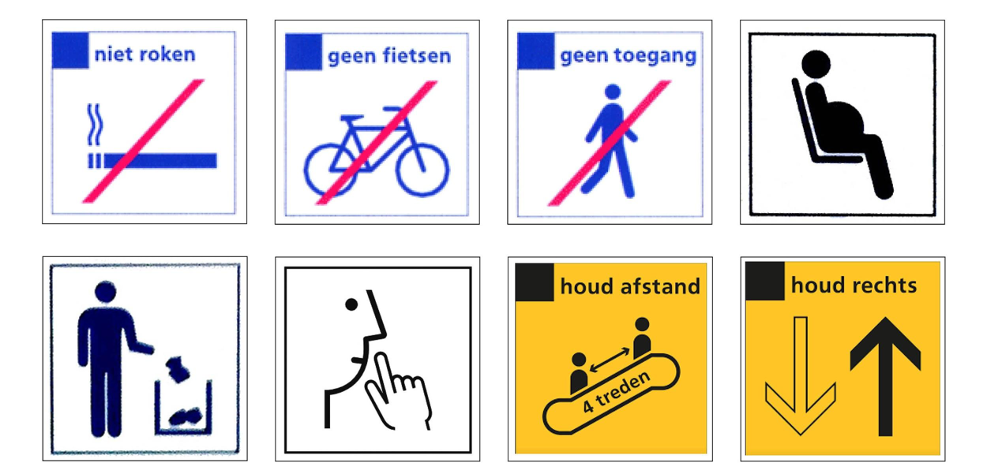 niet roken
geen fietsen
geen toegang
houd afstand
4 treden
houd rechts